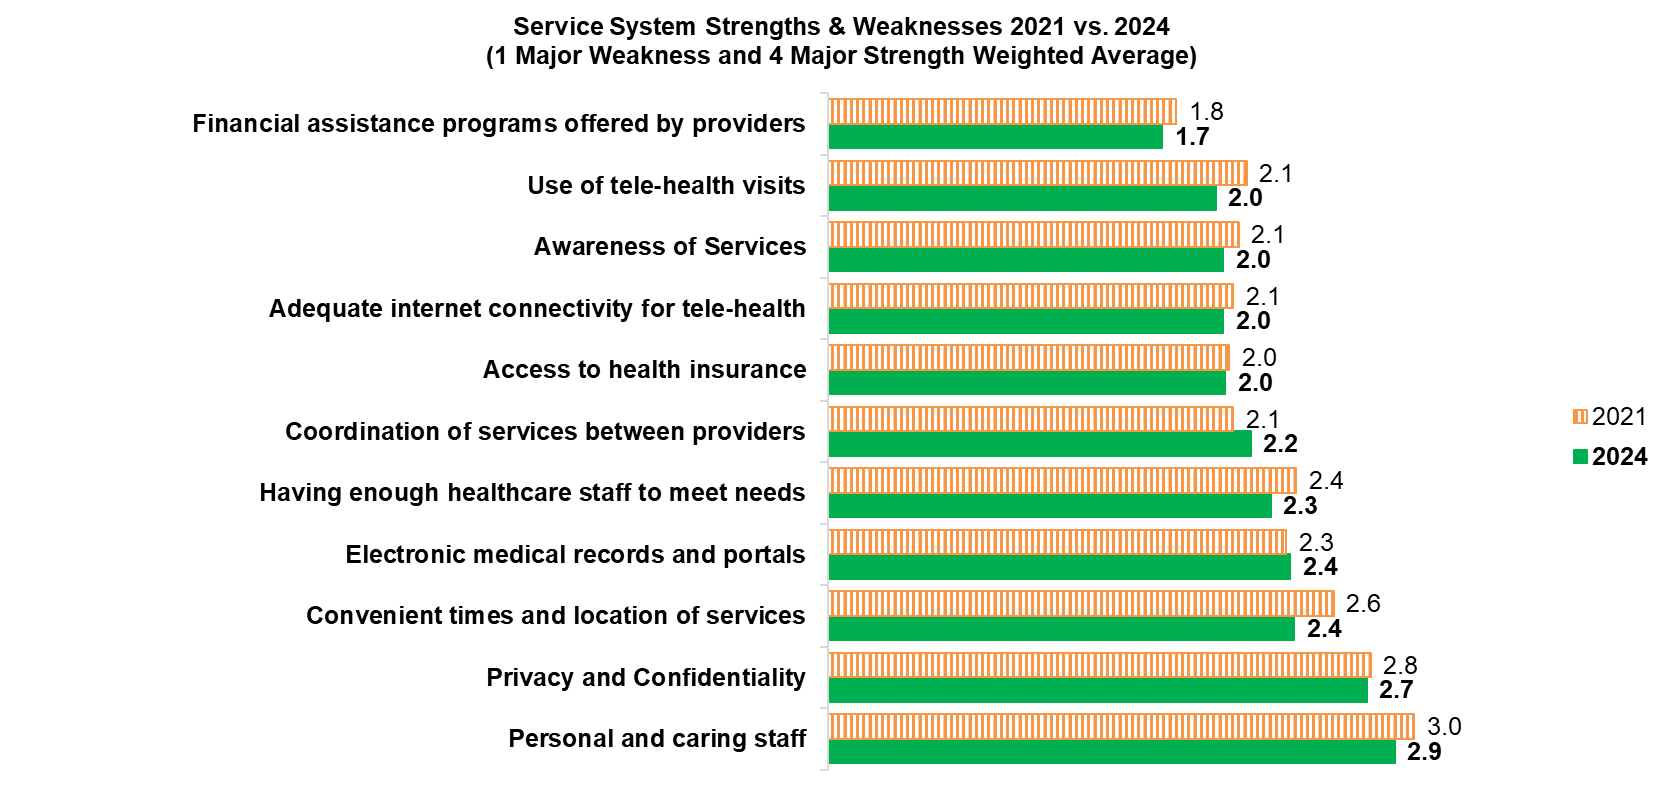 Service System Strengths & Weaknesses 2021 vs. 2024
(1 Major Weakness and 4 Major Strength Weighted Average)
Financial assistance programs offered by providers
1.8
1.7
Use of tele-health visits
2.1
2.0
Awareness of Services
2.1
2.0
Adequate internet connectivity for tele-health
2.1
2.0
Access to health insurance
2.0
2.0
Coordination of services between providers
2.1
2.2
Having enough healthcare staff to meet needs
2.4
2.3
Electronic medical records and portals
2.3
2.4
Convenient times and location of services
2.6
2.4
Privacy and Confidentiality
2.8
2.7
Personal and caring staff
3.0
2.9
2021
2024